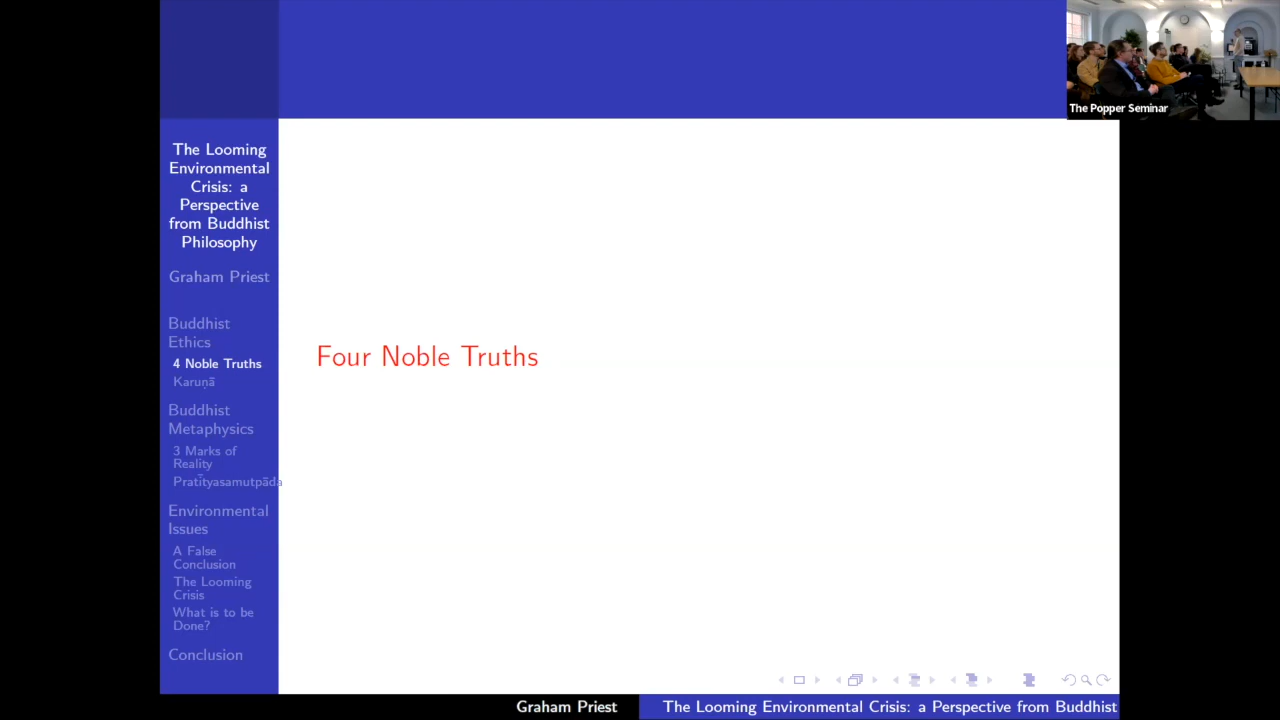 The Popper Seminar
The Looming
Environmental
Crisis: a
Perspective
from Buddhist
Philosophy
Graham Priest
Buddhist
Ethics
4 Noble Truths
Karuṇā
Buddhist
Metaphysics
3 Marks of
Reality
Pratītyasamutpāda
Environmental
Issues
A False
Conclusion
The Looming
Crisis
What is to be
Done?
Conclusion
Four Noble Truths
Graham Priest
The Looming Environmental Crisis: a Perspective from Buddhist